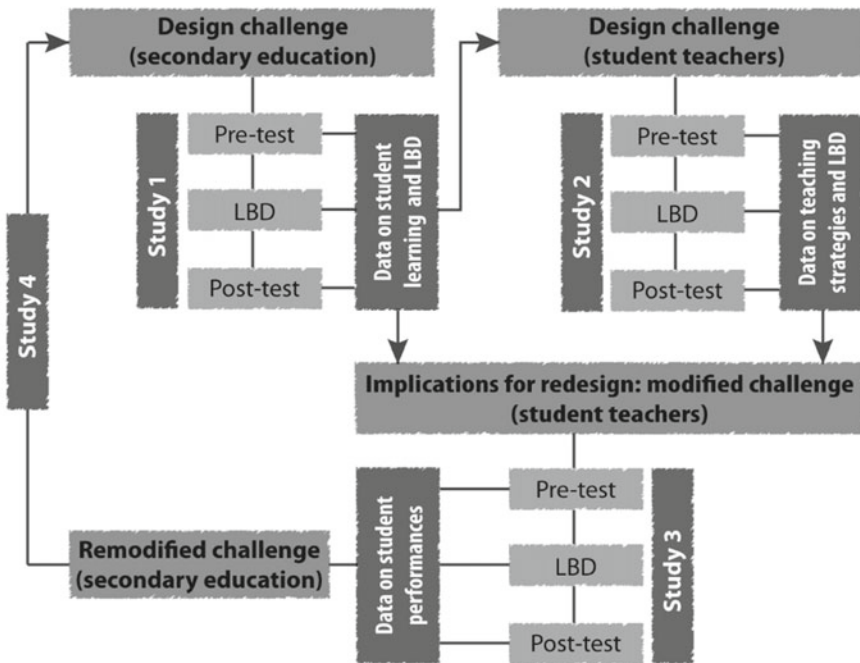 Design challenge
(secondary education)
Design challenge
(student teachers)
Study 1
Pre-test
LBD
Post-test
Data on student
learning and LBD
Study 2
Pre-test
LBD
Post-test
Data on teaching
strategies and LBD
Study 4
Implications for redesign: modified challenge
(student teachers)
Remodified challenge
(secondary education)
Data on student
performances
Pre-test
LBD
Post-test
Study 3